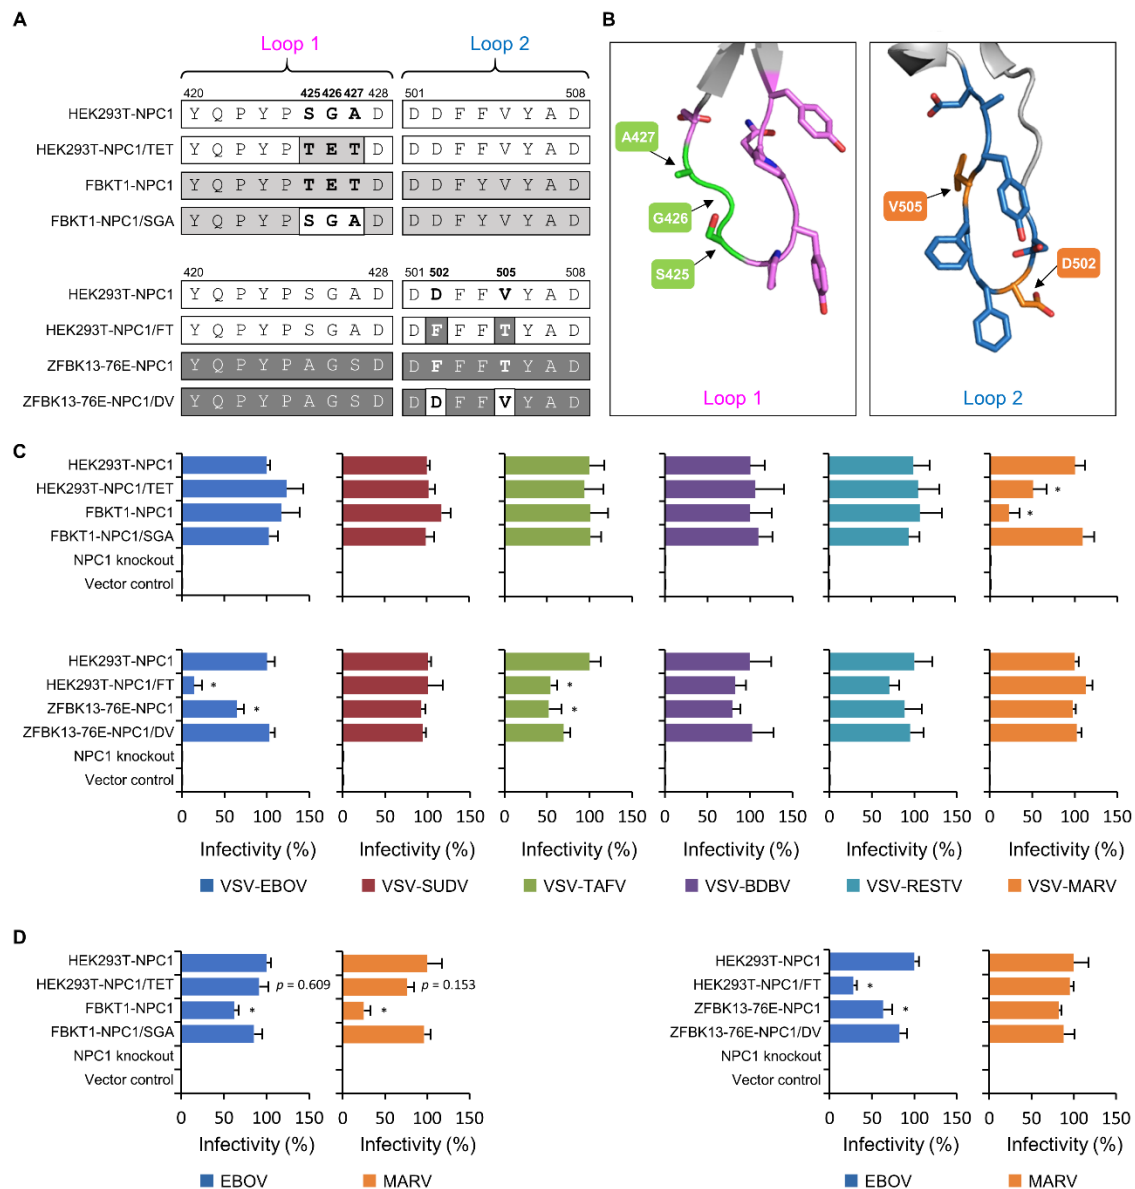 A
B
Loop 1
Loop 2
420 425 426 427 428 501 508
HEK293T-NPC1 Y Q P Y P S G A D D D F F V Y A D
HEK293T-NPC1/TET Y Q P Y P T E T D D D F F V Y A D
FBKT1-NPC1 Y Q P Y P T E T D D D F Y V Y A D
FBKT1-NPC1/SGA Y Q P Y P S G A D D D F Y V Y A D
420 428 501 502 505 508
HEK293T-NPC1 Y Q P Y P S G A D D D F F V Y A D
HEK293T-NPC1/FT Y Q P Y P S G A D D F F F T Y A D
ZFBK13-76E-NPC1 Y Q P Y P A G S D D F F F T Y A D
ZFBK13-76E-NPC1/DV Y Q P Y P A G S D D D F F V Y A D
A427
G426
S425
Loop 1
V505
D502
Loop 2
C
HEK293T-NPC1
HEK293T-NPC1/TET *
FBKT1-NPC1 *
FBKT1-NPC1/SGA
NPC1 knockout
Vector control
HEK293T-NPC1
HEK293T-NPC1/FT * *
ZFBK13-76E-NPC1 * *
ZFBK13-76E-NPC1/DV
NPC1 knockout
Vector control
0 50 100 150 0 50 100 150 0 50 100 150 0 50 100 150 0 50 100 150 0 50 100 150
Infectivity (%) Infectivity (%) Infectivity (%) Infectivity (%) Infectivity (%) Infectivity (%)
VSV-EBOV VSV-SUDV VSV-TAFV VSV-BDBV VSV-RESTV VSV-MARV
D
HEK293T-NPC1
HEK293T-NPC1/TET p = 0.609 p = 0.153
FBKT1-NPC1 * *
FBKT1-NPC1/SGA
NPC1 knockout
Vector control
0 50 100 150 0 50 100 150
Infectivity (%) Infectivity (%)
EBOV MARV
HEK293T-NPC1
HEK293T-NPC1/FT *
ZFBK13-76E-NPC1 *
ZFBK13-76E-NPC1/DV
NPC1 knockout
Vector control
0 50 100 150 0 50 100 150
Infectivity (%) Infectivity (%)
EBOV MARV